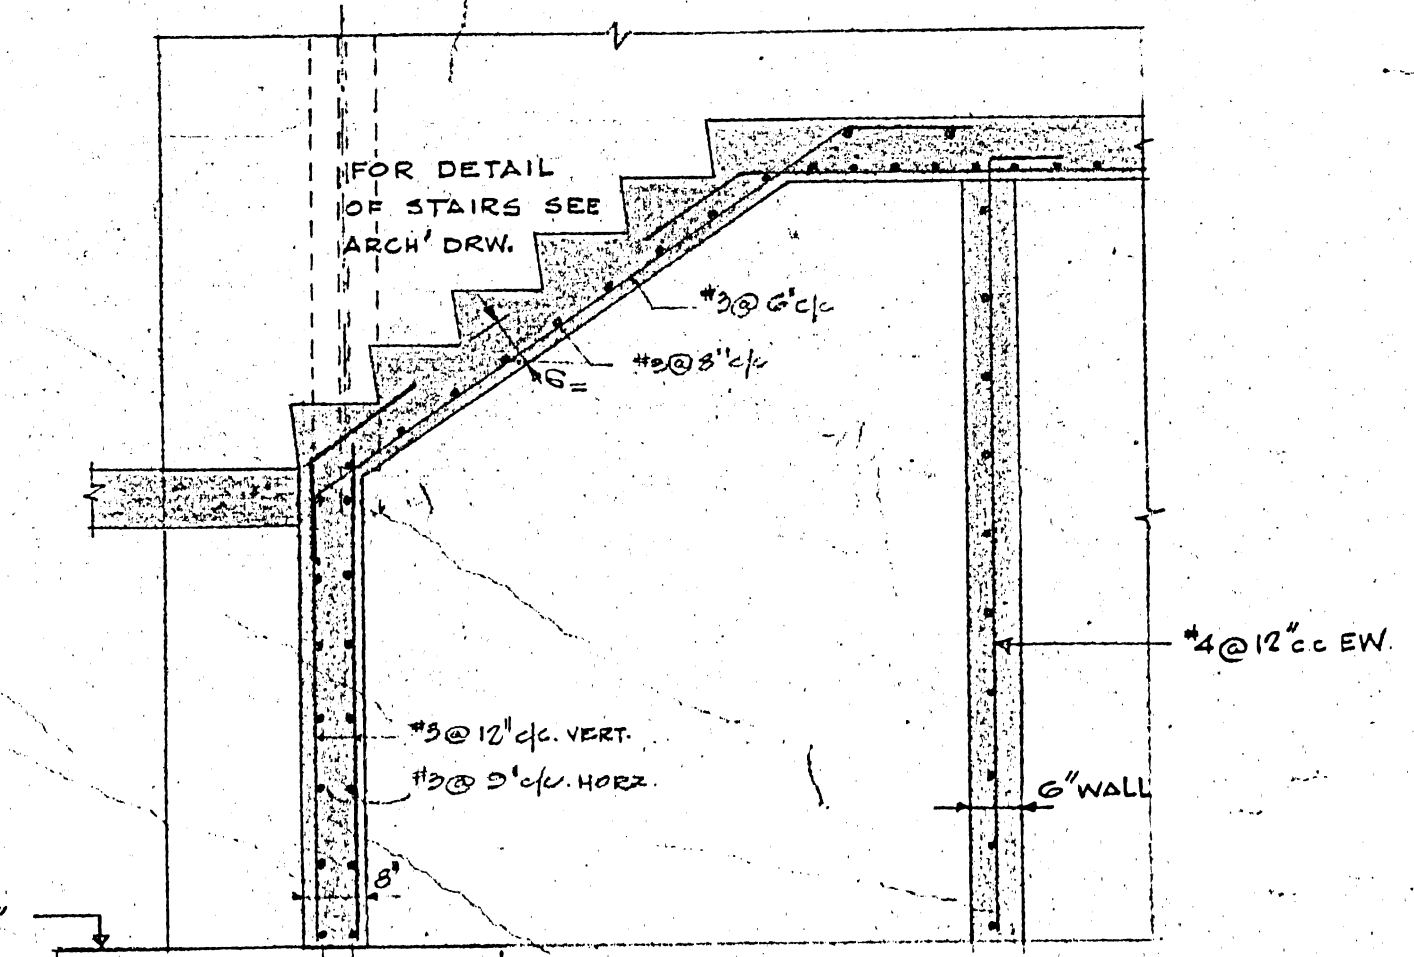 FOR DETAIL
OF STAIRS SEE
ARCH' DRW.
#3@ 6"c/c
#3@ 8"c/c
6"
#4@12"c.c EW.
#3@ 12"c/c. VERT.
#3@ 9"c/c. HORZ.
6"WALL
8"